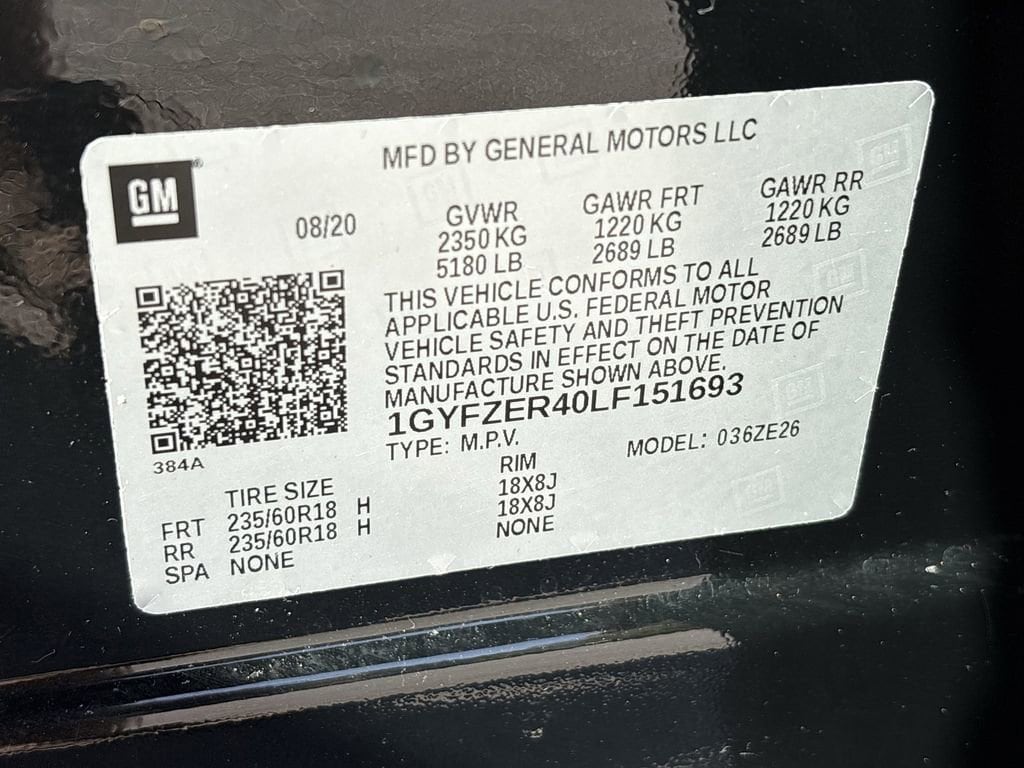 MFD BY GENERAL MOTORS LLC
GM
08/20
GVWR
2350 KG
5180 LB
GAWR FRT
1220 KG
2689 LB
GAWR RR
1220 KG
2689 LB
THIS VEHICLE CONFORMS TO ALL
APPLICABLE U.S. FEDERAL MOTOR
VEHICLE SAFETY AND THEFT PREVENTION
STANDARDS IN EFFECT ON THE DATE OF
MANUFACTURE SHOWN ABOVE.
1GYFZER40LF151693
TYPE: M.P.V.
MODEL: 036ZE26
384A
TIRE SIZE RIM
FRT 235/60R18 H 18X8J
RR 235/60R18 H 18X8J
SPA NONE NONE